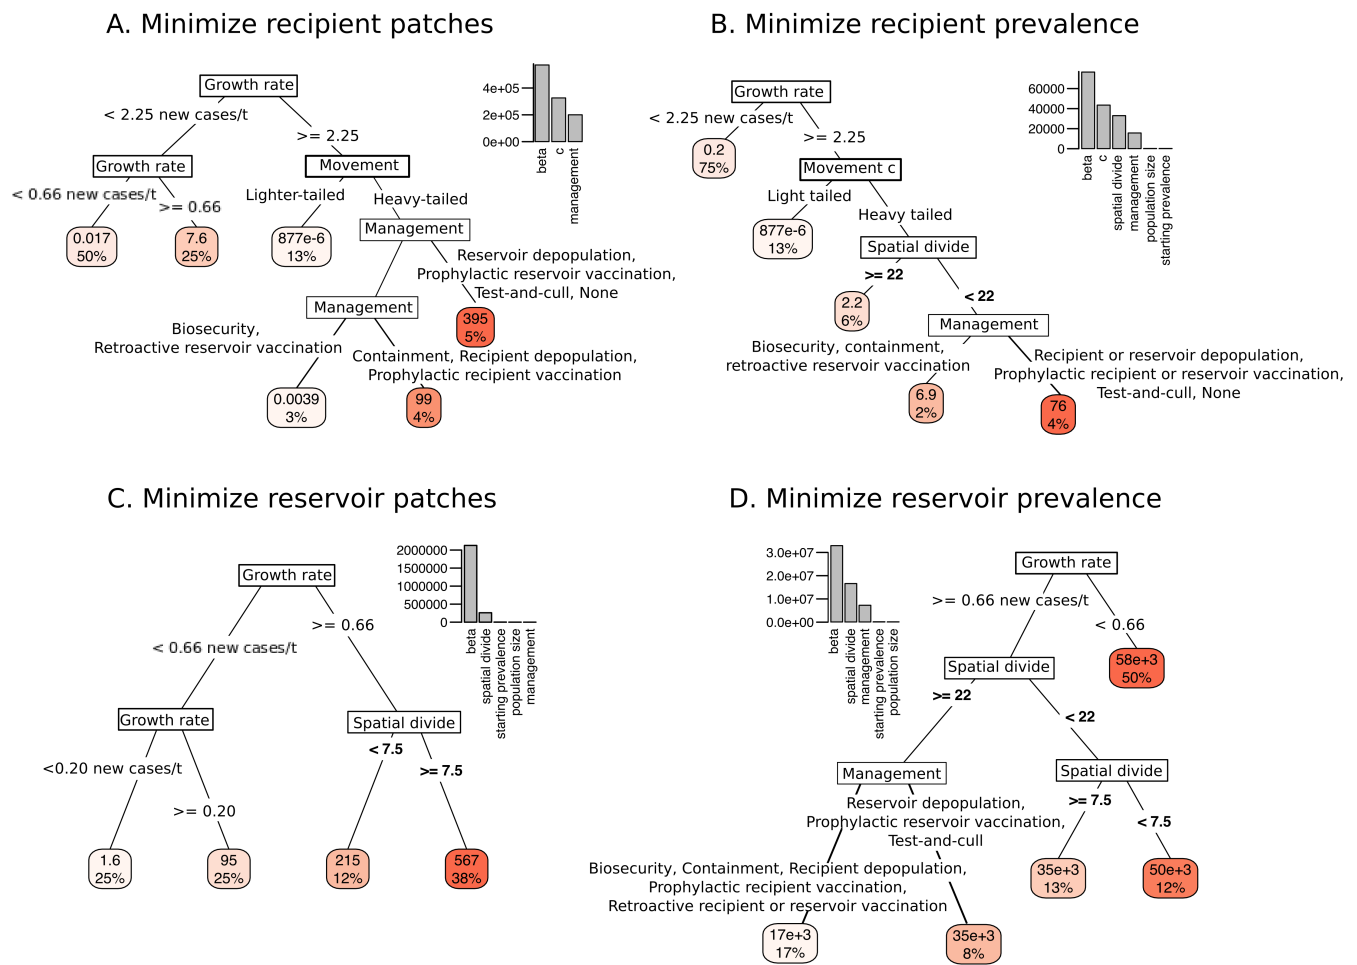 A. Minimize recipient patches
Growth rate
< 2.25 new cases/t
>= 2.25
Growth rate
Movement
< 0.66 new cases/t
>= 0.66
Lighter-tailed
Heavy-tailed
0.017
50%
7.6
25%
877e-6
13%
Management
Reservoir depopulation,
Prophylactic reservoir vaccination,
Test-and-cull, None
Management
395
5%
Biosecurity,
Retroactive reservoir vaccination
Containment, Recipient depopulation,
Prophylactic recipient vaccination
0.0039
3%
99
4%
4e+05
2e+05
0e+00
beta
c
management
B. Minimize recipient prevalence
Growth rate
< 2.25 new cases/t
>= 2.25
0.2
75%
Movement c
Light tailed
Heavy tailed
877e-6
13%
Spatial divide
>= 22
< 22
2.2
6%
Management
Biosecurity, containment,
retroactive reservoir vaccination
Recipient or reservoir depopulation,
Prophylactic recipient or reservoir vaccination,
Test-and-cull, None
6.9
2%
76
4%
60000
40000
20000
0
beta
c
spatial divide
management
population size
starting prevalence
C. Minimize reservoir patches
Growth rate
< 0.66 new cases/t
>= 0.66
Growth rate
Spatial divide
<0.20 new cases/t
>= 0.20
< 7.5
>= 7.5
1.6
25%
95
25%
215
12%
567
38%
2000000
1500000
1000000
500000
0
beta
spatial divide
starting prevalence
population size
management
D. Minimize reservoir prevalence
Growth rate
>= 0.66 new cases/t
< 0.66
58e+3
50%
Spatial divide
>= 22
< 22
Management
Spatial divide
Reservoir depopulation,
Prophylactic reservoir vaccination,
Test-and-cull
>= 7.5
< 7.5
Biosecurity, Containment, Recipient depopulation,
Prophylactic recipient vaccination,
Retroactive recipient or reservoir vaccination
35e+3
13%
50e+3
12%
17e+3
17%
35e+3
8%
3.0e+07
2.0e+07
1.0e+07
0.0e+00
beta
spatial divide
management
starting prevalence
population size